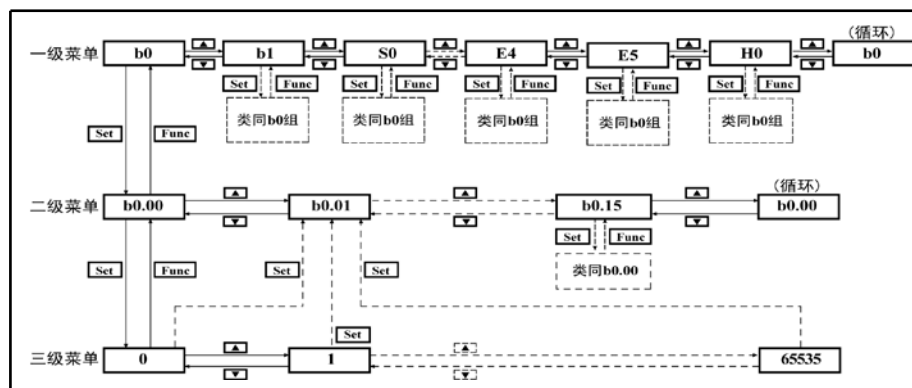 (循环)
一级菜单 b0 ▲ ▼ b1 ▲ ▼ S0 ▲ ▼ E4 ▲ ▼ E5 ▲ ▼ H0 ▲ ▼ b0
Set Func Set Func Set Func Set Func Set Func
类同b0组 类同b0组 类同b0组 类同b0组 类同b0组
Set Func
(循环)
二级菜单 b0.00 ▲ ▼ b0.01 ▲ ▼ b0.15 ▲ ▼ b0.00
Set Func
类同b0.00
Set Func Set Set
Set
三级菜单 0 ▲ ▼ 1 ▲ ▼ 65535